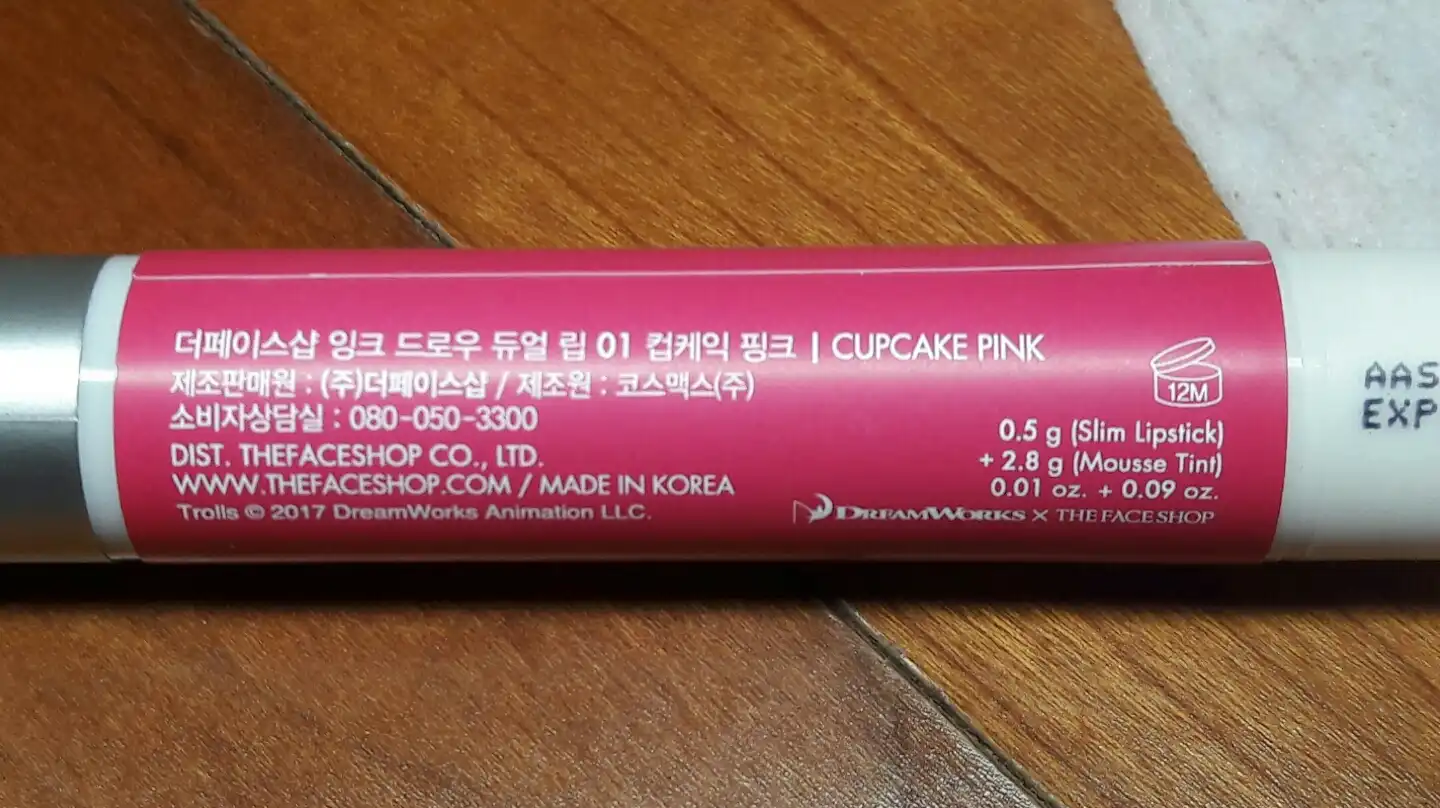 더페이스샵 잉크 드로우 듀얼 립 01 컵케익 핑크 | CUPCAKE PINK
제조판매원 : (주)더페이스샵 / 제조원 : 코스맥스(주)
소비자상담실 : 080-050-3300
DIST. THEFACESHOP CO., LTD.
WWW.THEFACESHOP.COM / MADE IN KOREA
Trolls © 2017 DreamWorks Animation LLC.
12M
0.5 g (Slim Lipstick)
+ 2.8 g (Mousse Tint)
0.01 oz. + 0.09 oz.
DREAMWORKS X THE FACE SHOP
AAS
EXP